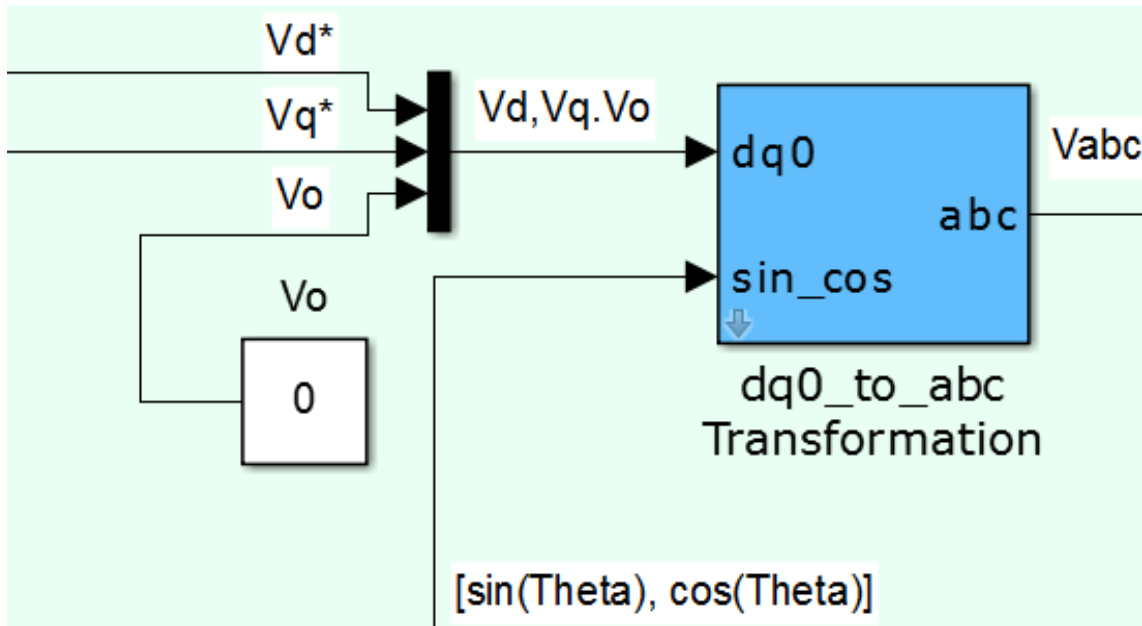 Vd*
Vq*
Vo
Vd,Vq.Vo
dq0
abc
sin_cos
Vabc
Vo
0
dq0_to_abc
Transformation
[sin(Theta), cos(Theta)]